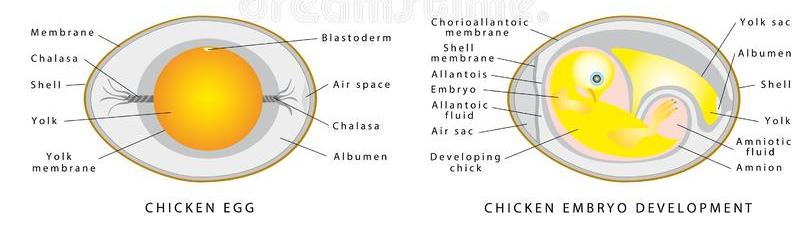 dreamstime.
Membrane
Chalasa
Shell
Yolk
Yolk
membrane
Blastoderm
Air space
Chalasa
Albumen
CHICKEN EGG
Chorioallantoic
membrane
Shell
membrane
Allantois
Embryo
Allantoic
fluid
Air sac
Developing
chick
Yolk sac
Albumen
Shell
Yolk
Amniotic
fluid
Amnion
CHICKEN EMBRYO DEVELOPMENT